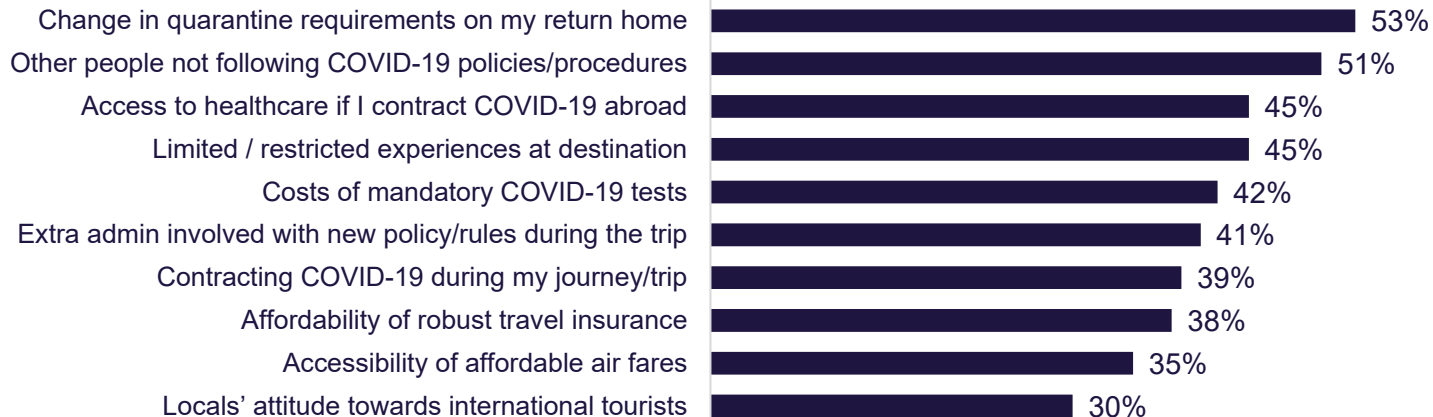 Change in quarantine requirements on my return home 53%
Other people not following COVID-19 policies/procedures 51%
Access to healthcare if I contract COVID-19 abroad 45%
Limited / restricted experiences at destination 45%
Costs of mandatory COVID-19 tests 42%
Extra admin involved with new policy/rules during the trip 41%
Contracting COVID-19 during my journey/trip 39%
Affordability of robust travel insurance 38%
Accessibility of affordable air fares 35%
Locals’ attitude towards international tourists 30%